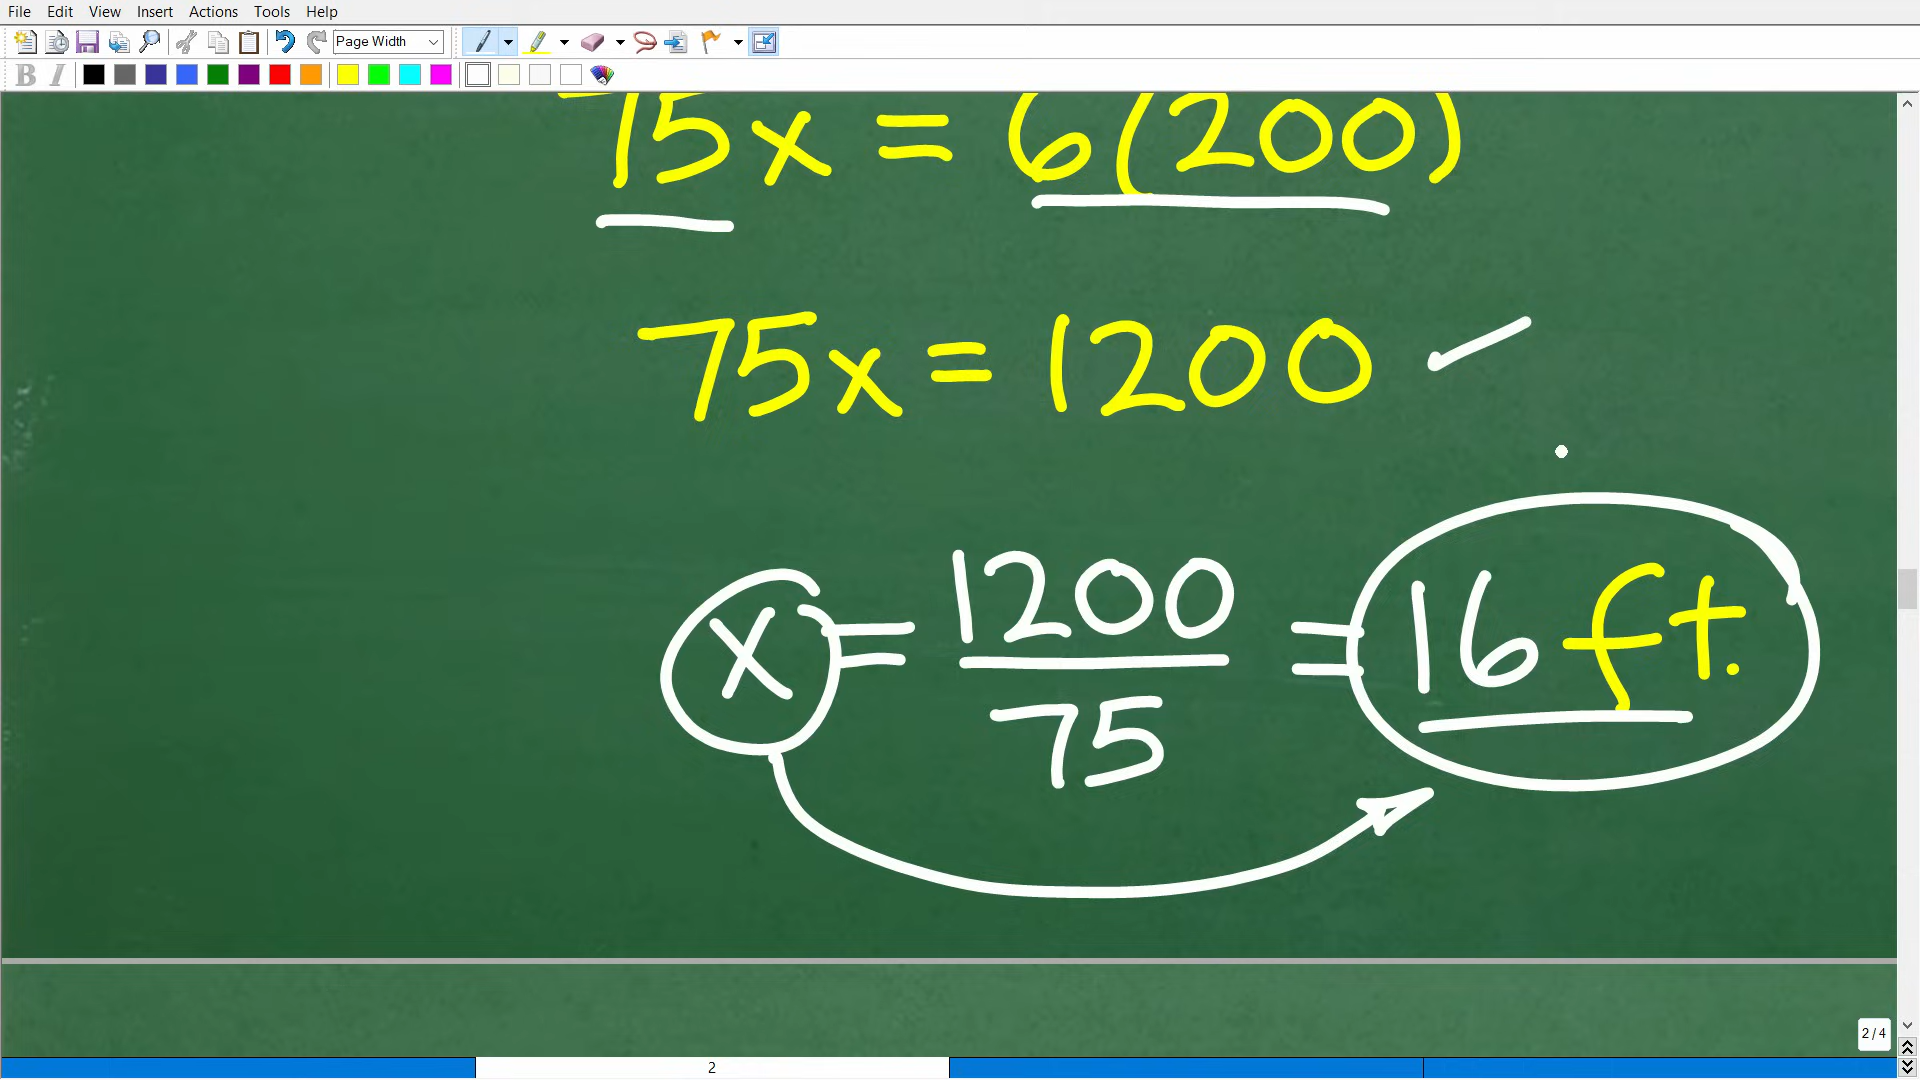 File Edit View Insert Actions Tools Help
Page Width
B I
75x = 6(200)
75x = 1200
x = 1200/75 = 16 ft.
2 / 4
2